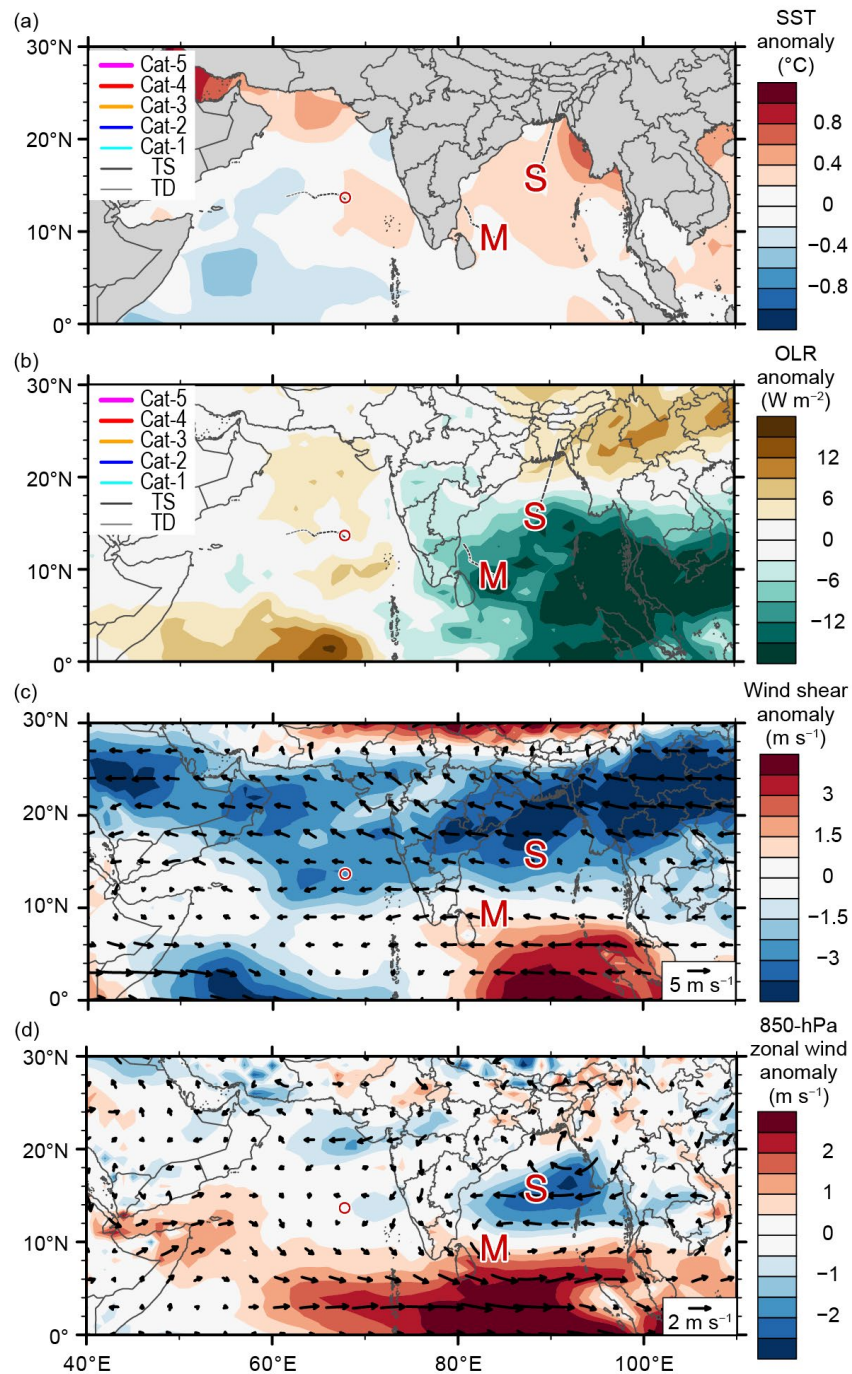 (a)
SST
anomaly
(°C)
30°N
20°N
10°N
0°
Cat-5
Cat-4
Cat-3
Cat-2
Cat-1
TS
TD
S
M
0.8
0.4
0
−0.4
−0.8
(b)
OLR
anomaly
(W m−2)
30°N
20°N
10°N
0°
Cat-5
Cat-4
Cat-3
Cat-2
Cat-1
TS
TD
S
M
12
6
0
−6
−12
(c)
Wind shear
anomaly
(m s−1)
30°N
20°N
10°N
0°
S
M
5 m s−1
3
1.5
0
−1.5
−3
(d)
850-hPa
zonal wind
anomaly
(m s−1)
30°N
20°N
10°N
0°
S
M
2 m s−1
2
1
0
−1
−2
40°E
60°E
80°E
100°E